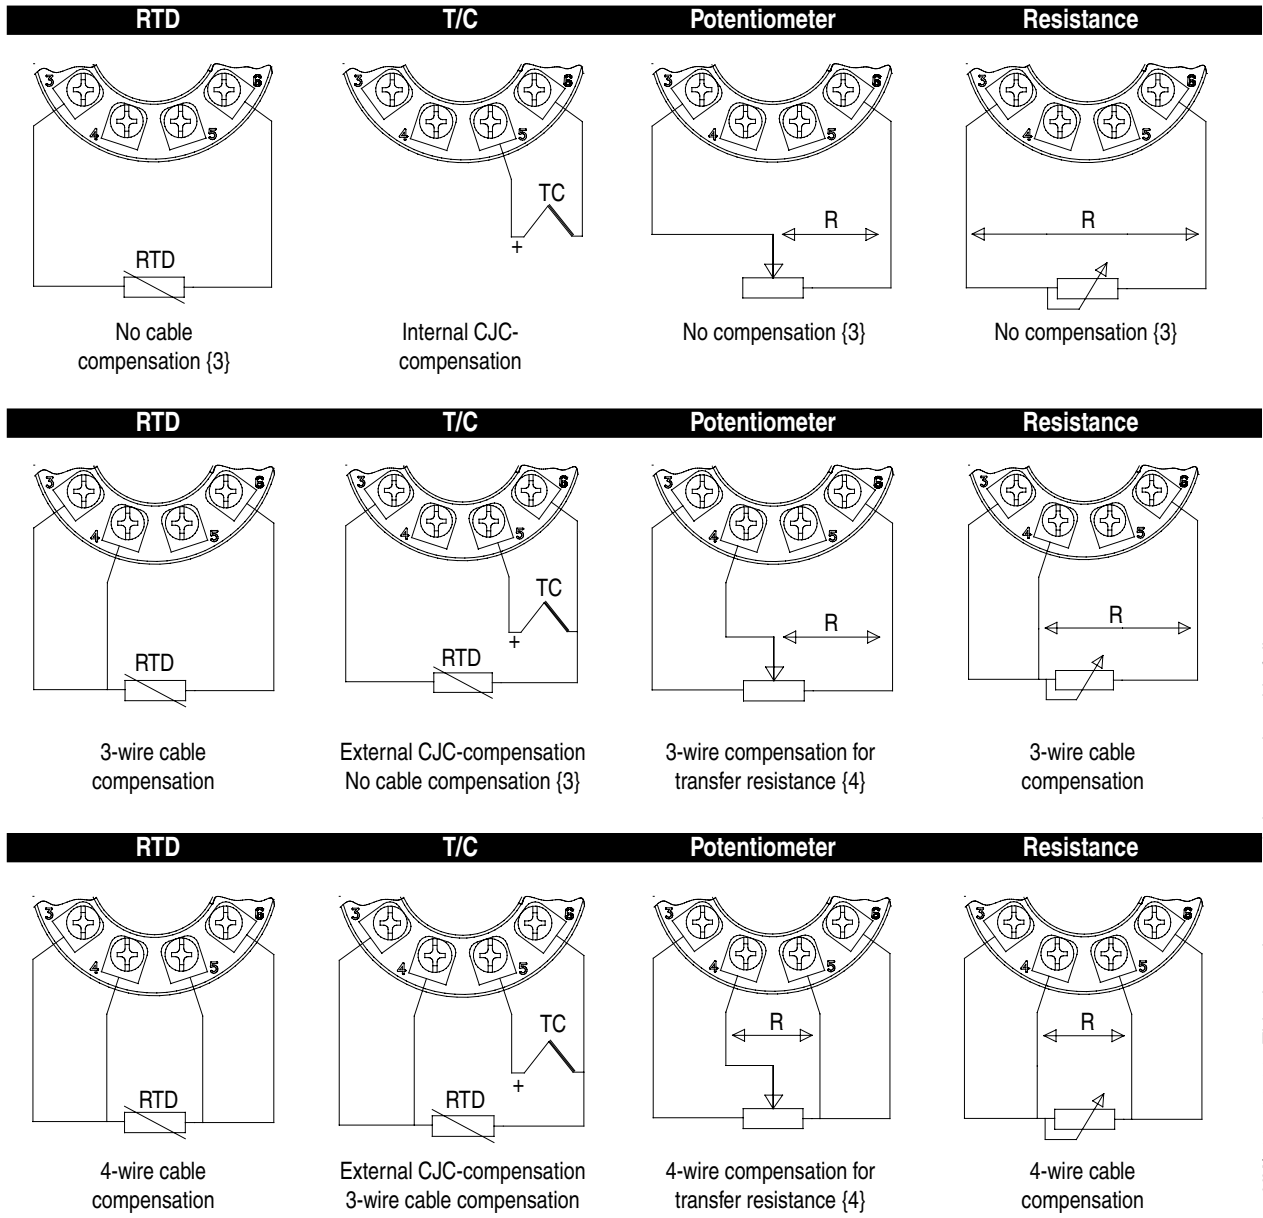 RTD T/C Potentiometer Resistance
3 6 3 6 3 6 3 6
4 5 4 5 4 5 4 5
TC
R R
+
RTD
No cable Internal CJC- No compensation {3} No compensation {3}
compensation {3} compensation
RTD T/C Potentiometer Resistance
3 6 3 6 3 6 3 6
4 5 4 5 4 5 4 5
TC
R R
+
RTD RTD
3-wire cable External CJC-compensation 3-wire compensation for 3-wire cable
compensation No cable compensation {3} transfer resistance {4} compensation
RTD T/C Potentiometer Resistance
3 6 3 6 3 6 3 6
4 5 4 5 4 5 4 5
TC R R
+
RTD RTD
4-wire cable External CJC-compensation 4-wire compensation for 4-wire cable
compensation 3-wire cable compensation transfer resistance {4} compensation